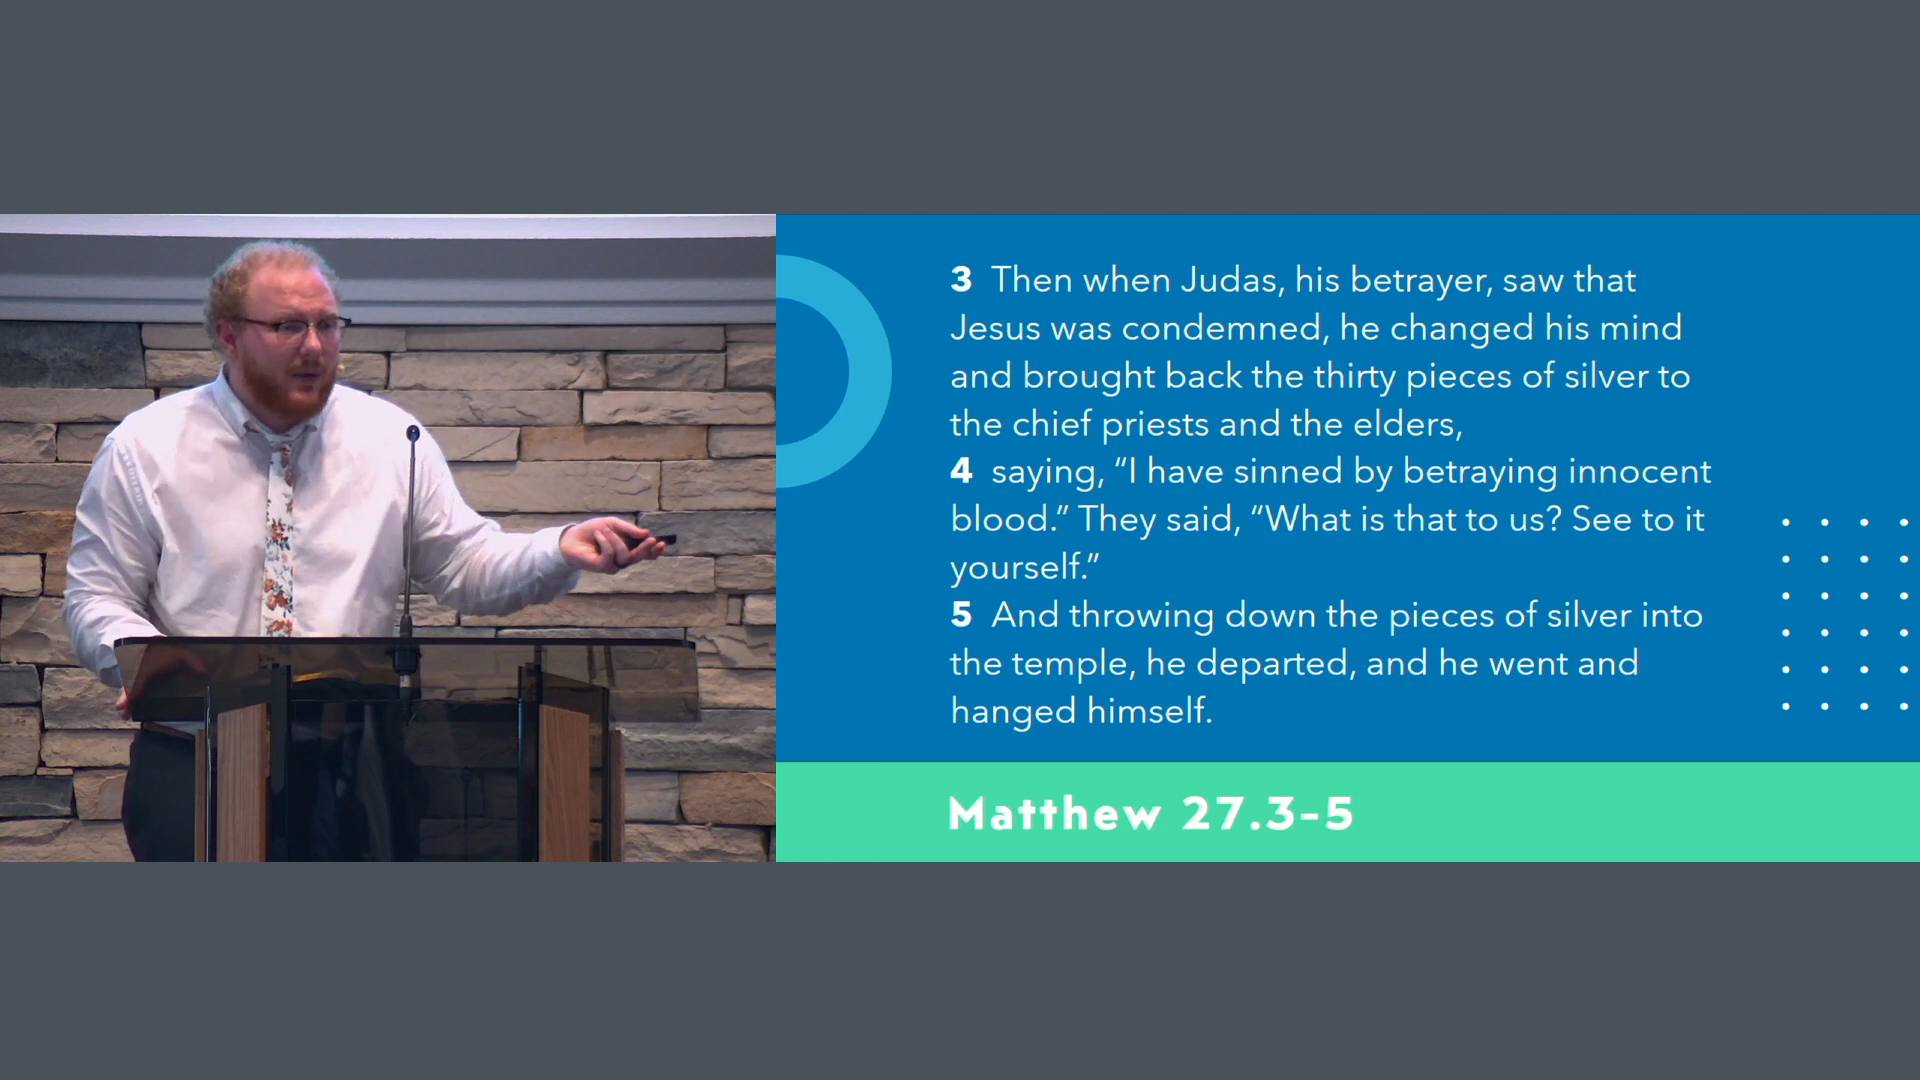 3 Then when Judas, his betrayer, saw that
Jesus was condemned, he changed his mind
and brought back the thirty pieces of silver to
the chief priests and the elders,
4 saying, “I have sinned by betraying innocent
blood.” They said, “What is that to us? See to it
yourself.”
5 And throwing down the pieces of silver into
the temple, he departed, and he went and
hanged himself.
Matthew 27.3-5